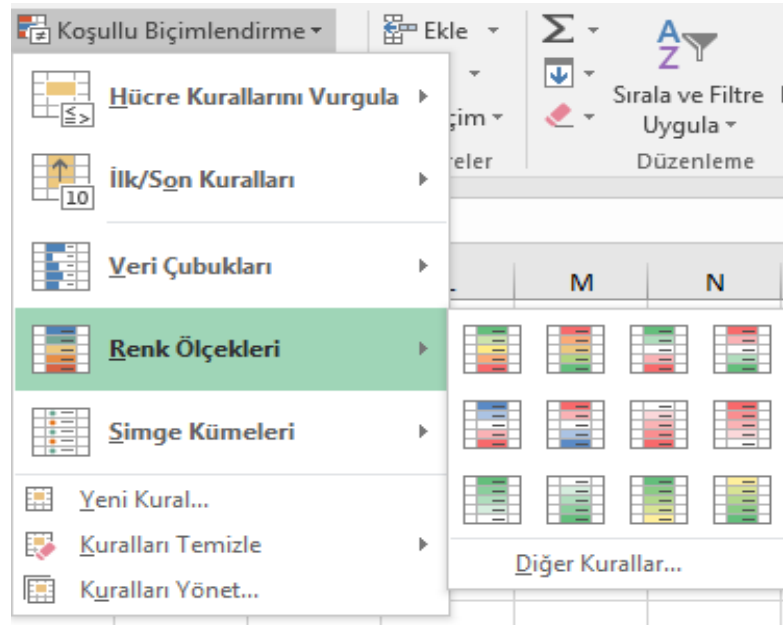 Koşullu Biçimlendirme
Ekle
Hücre Kurallarını Vurgula
İlk/Son Kuralları
10
Veri Çubukları
Renk Ölçekleri
Simge Kümeleri
Yeni Kural...
Kuralları Temizle
Kuralları Yönet...
çim
eler
Σ
A
Z
Sırala ve Filtre
Uygula
Düzenleme
M N
Diğer Kurallar...